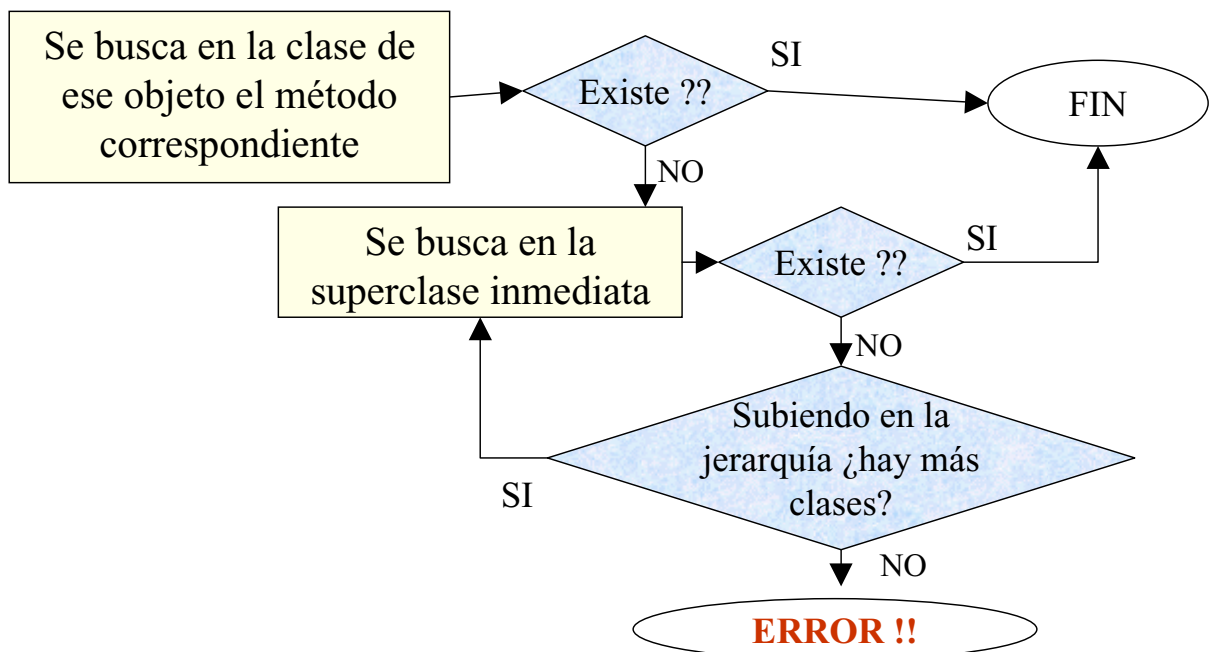 Se busca en la clase de
ese objeto el método
correspondiente
Existe ??
SI
FIN
NO
Se busca en la
superclase inmediata
Existe ??
SI
NO
Subiendo en la
jerarquía ¿hay más
clases?
SI
NO
ERROR !!